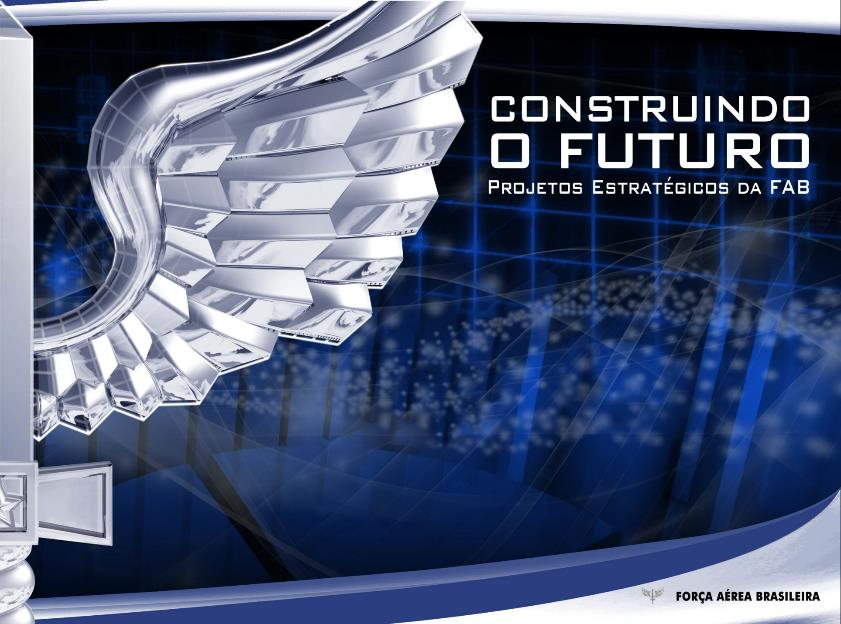 CONSTRUINDO
O FUTURO
PROJETOS ESTRATÉGICOS DA FAB
FORÇA AÉREA BRASILEIRA